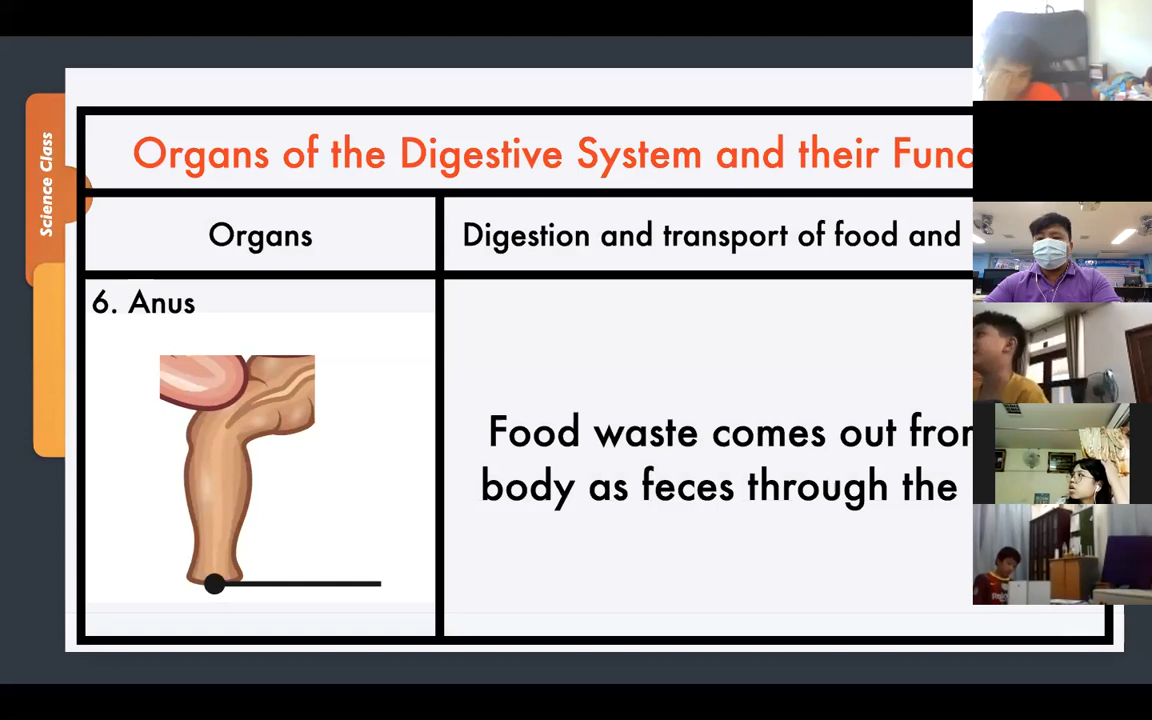 Science Class
Organs of the Digestive System and their Func
Organs
Digestion and transport of food and
6. Anus
Food waste comes out from
body as feces through the